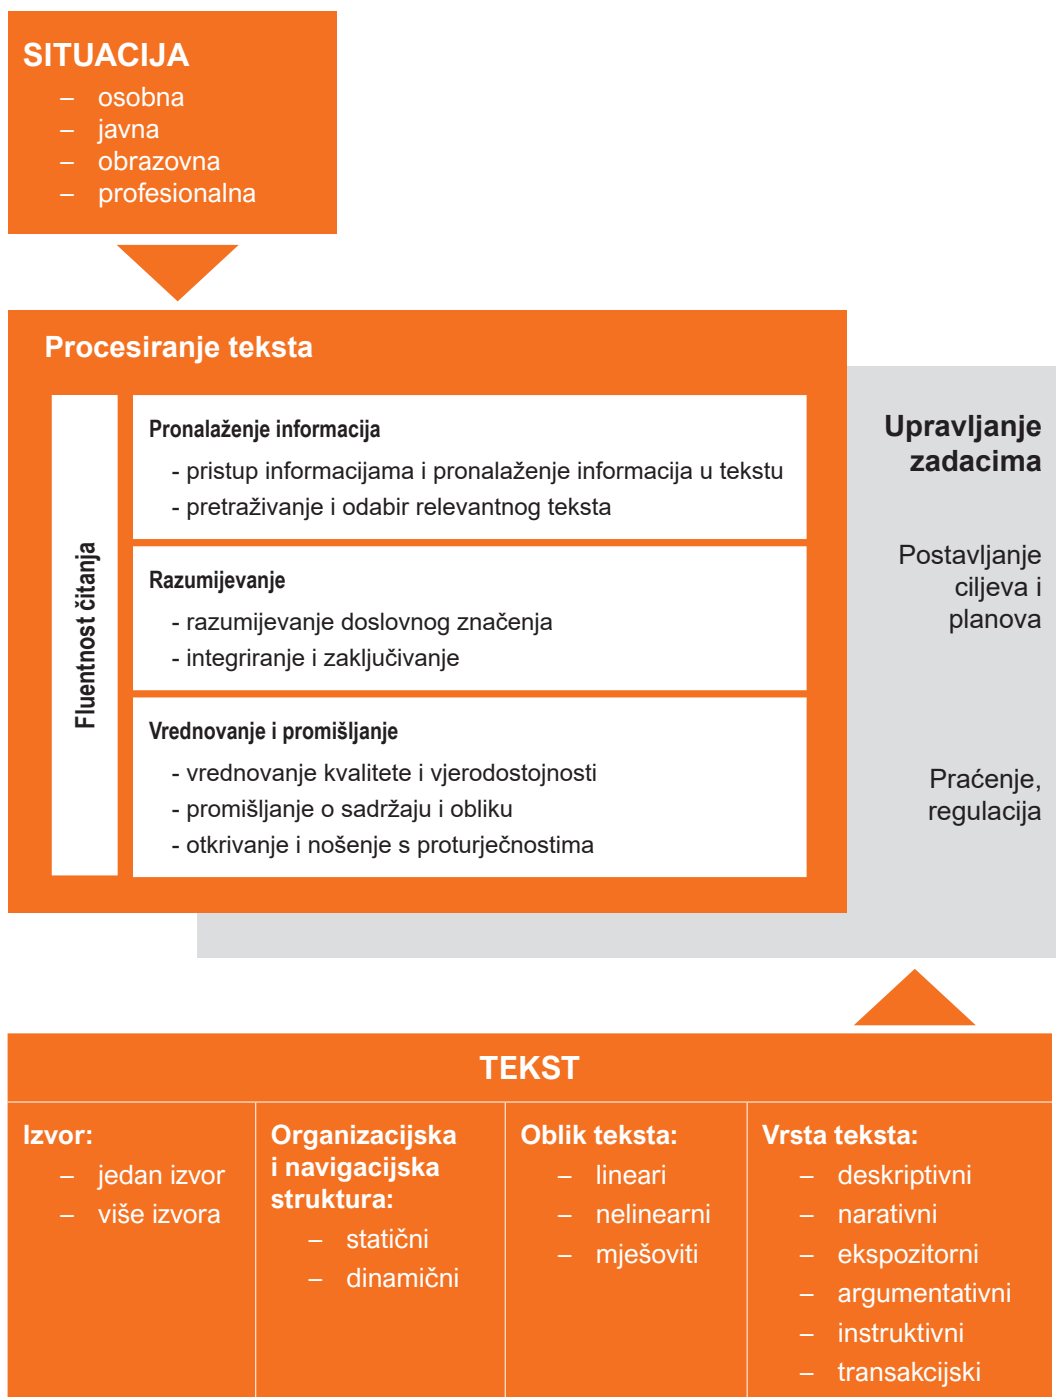 SITUACIJA
– osobna
– javna
– obrazovna
– profesionalna
Procesiranje teksta
Fluentnost čitanja
Pronalaženje informacija
- pristup informacijama i pronalaženje informacija u tekstu
- pretraživanje i odabir relevantnog teksta
Razumijevanje
- razumijevanje doslovnog značenja
- integriranje i zaključivanje
Vrednovanje i promišljanje
- vrednovanje kvalitete i vjerodostojnosti
- promišljanje o sadržaju i obliku
- otkrivanje i nošenje s proturječnostima
Upravljanje
zadacima
Postavljanje
ciljeva i
planova
Praćenje,
regulacija
TEKST
Izvor:
– jedan izvor
– više izvora
Organizacijska
i navigacijska
struktura:
– statični
– dinamični
Oblik teksta:
– lineari
– nelinearni
– mješoviti
Vrsta teksta:
– deskriptivni
– narativni
– ekspozitorni
– argumentativni
– instruktivni
– transakcijski